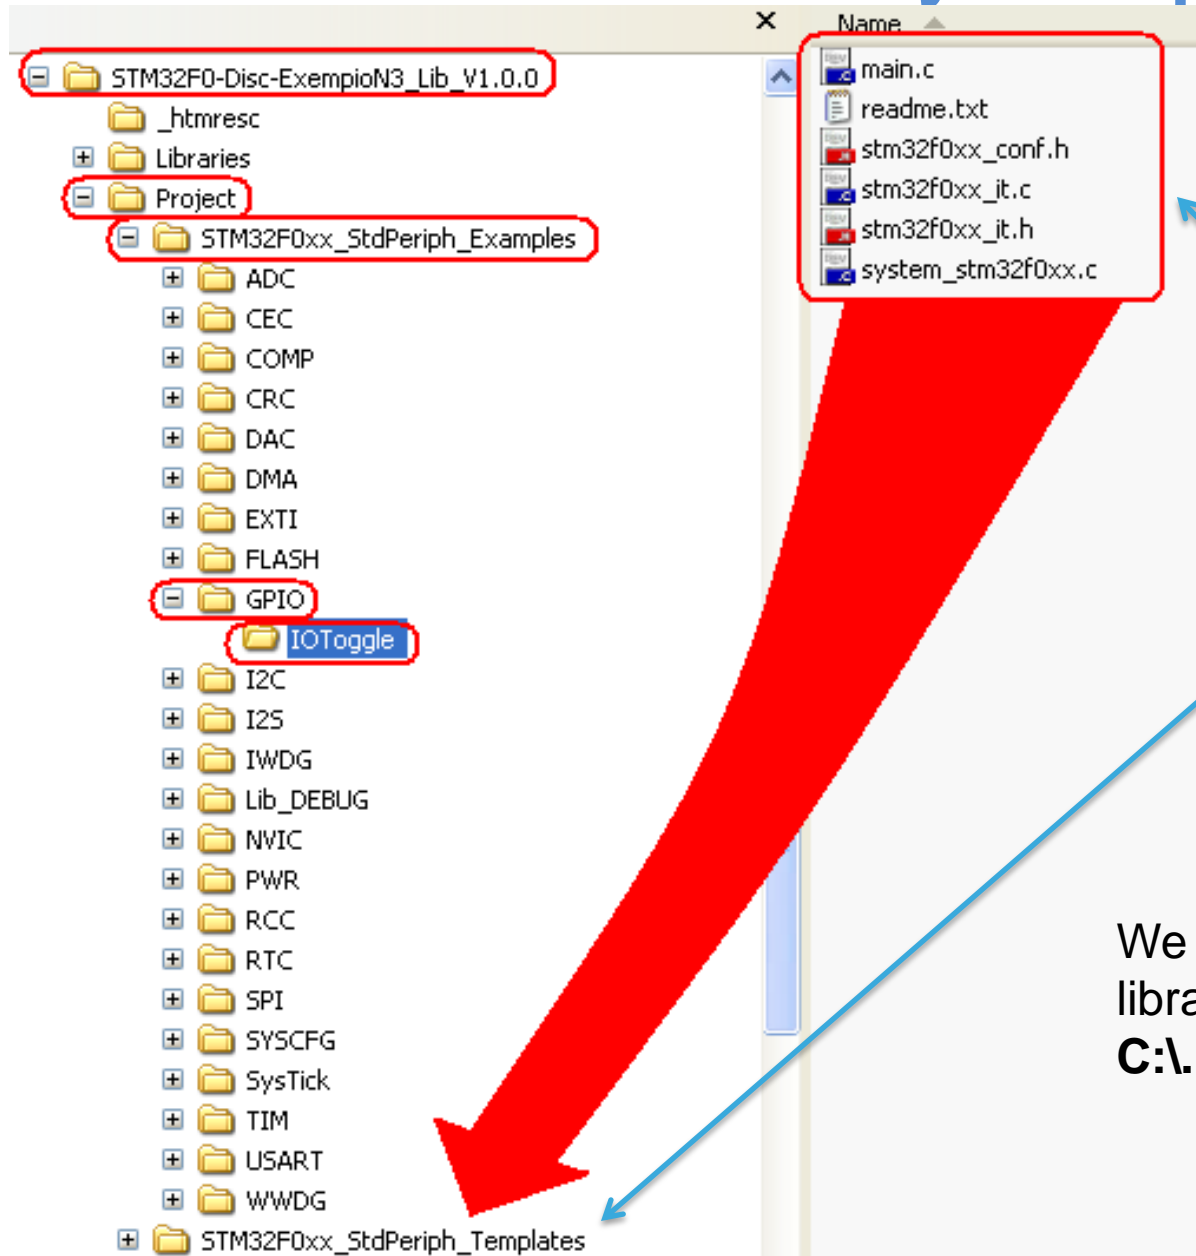 STM32F0-Disc-ExempioN3_Lib_V1.0.0
_htmresc
Libraries
Project
STM32F0xx_StdPeriph_Examples
ADC
CEC
COMP
CRC
DAC
DMA
EXTI
FLASH
GPIO
IOToggle
I2C
I2S
IWDG
Lib_DEBUG
NVIC
PWR
RCC
RTC
SPI
SYSCFG
SysTick
TIM
USART
WWDG
STM32F0xx_StdPeriph_Templates
Name
main.c
readme.txt
stm32f0xx_conf.h
stm32f0xx_it.c
stm32f0xx_it.h
system_stm32f0xx.c
We
libra
C:\.